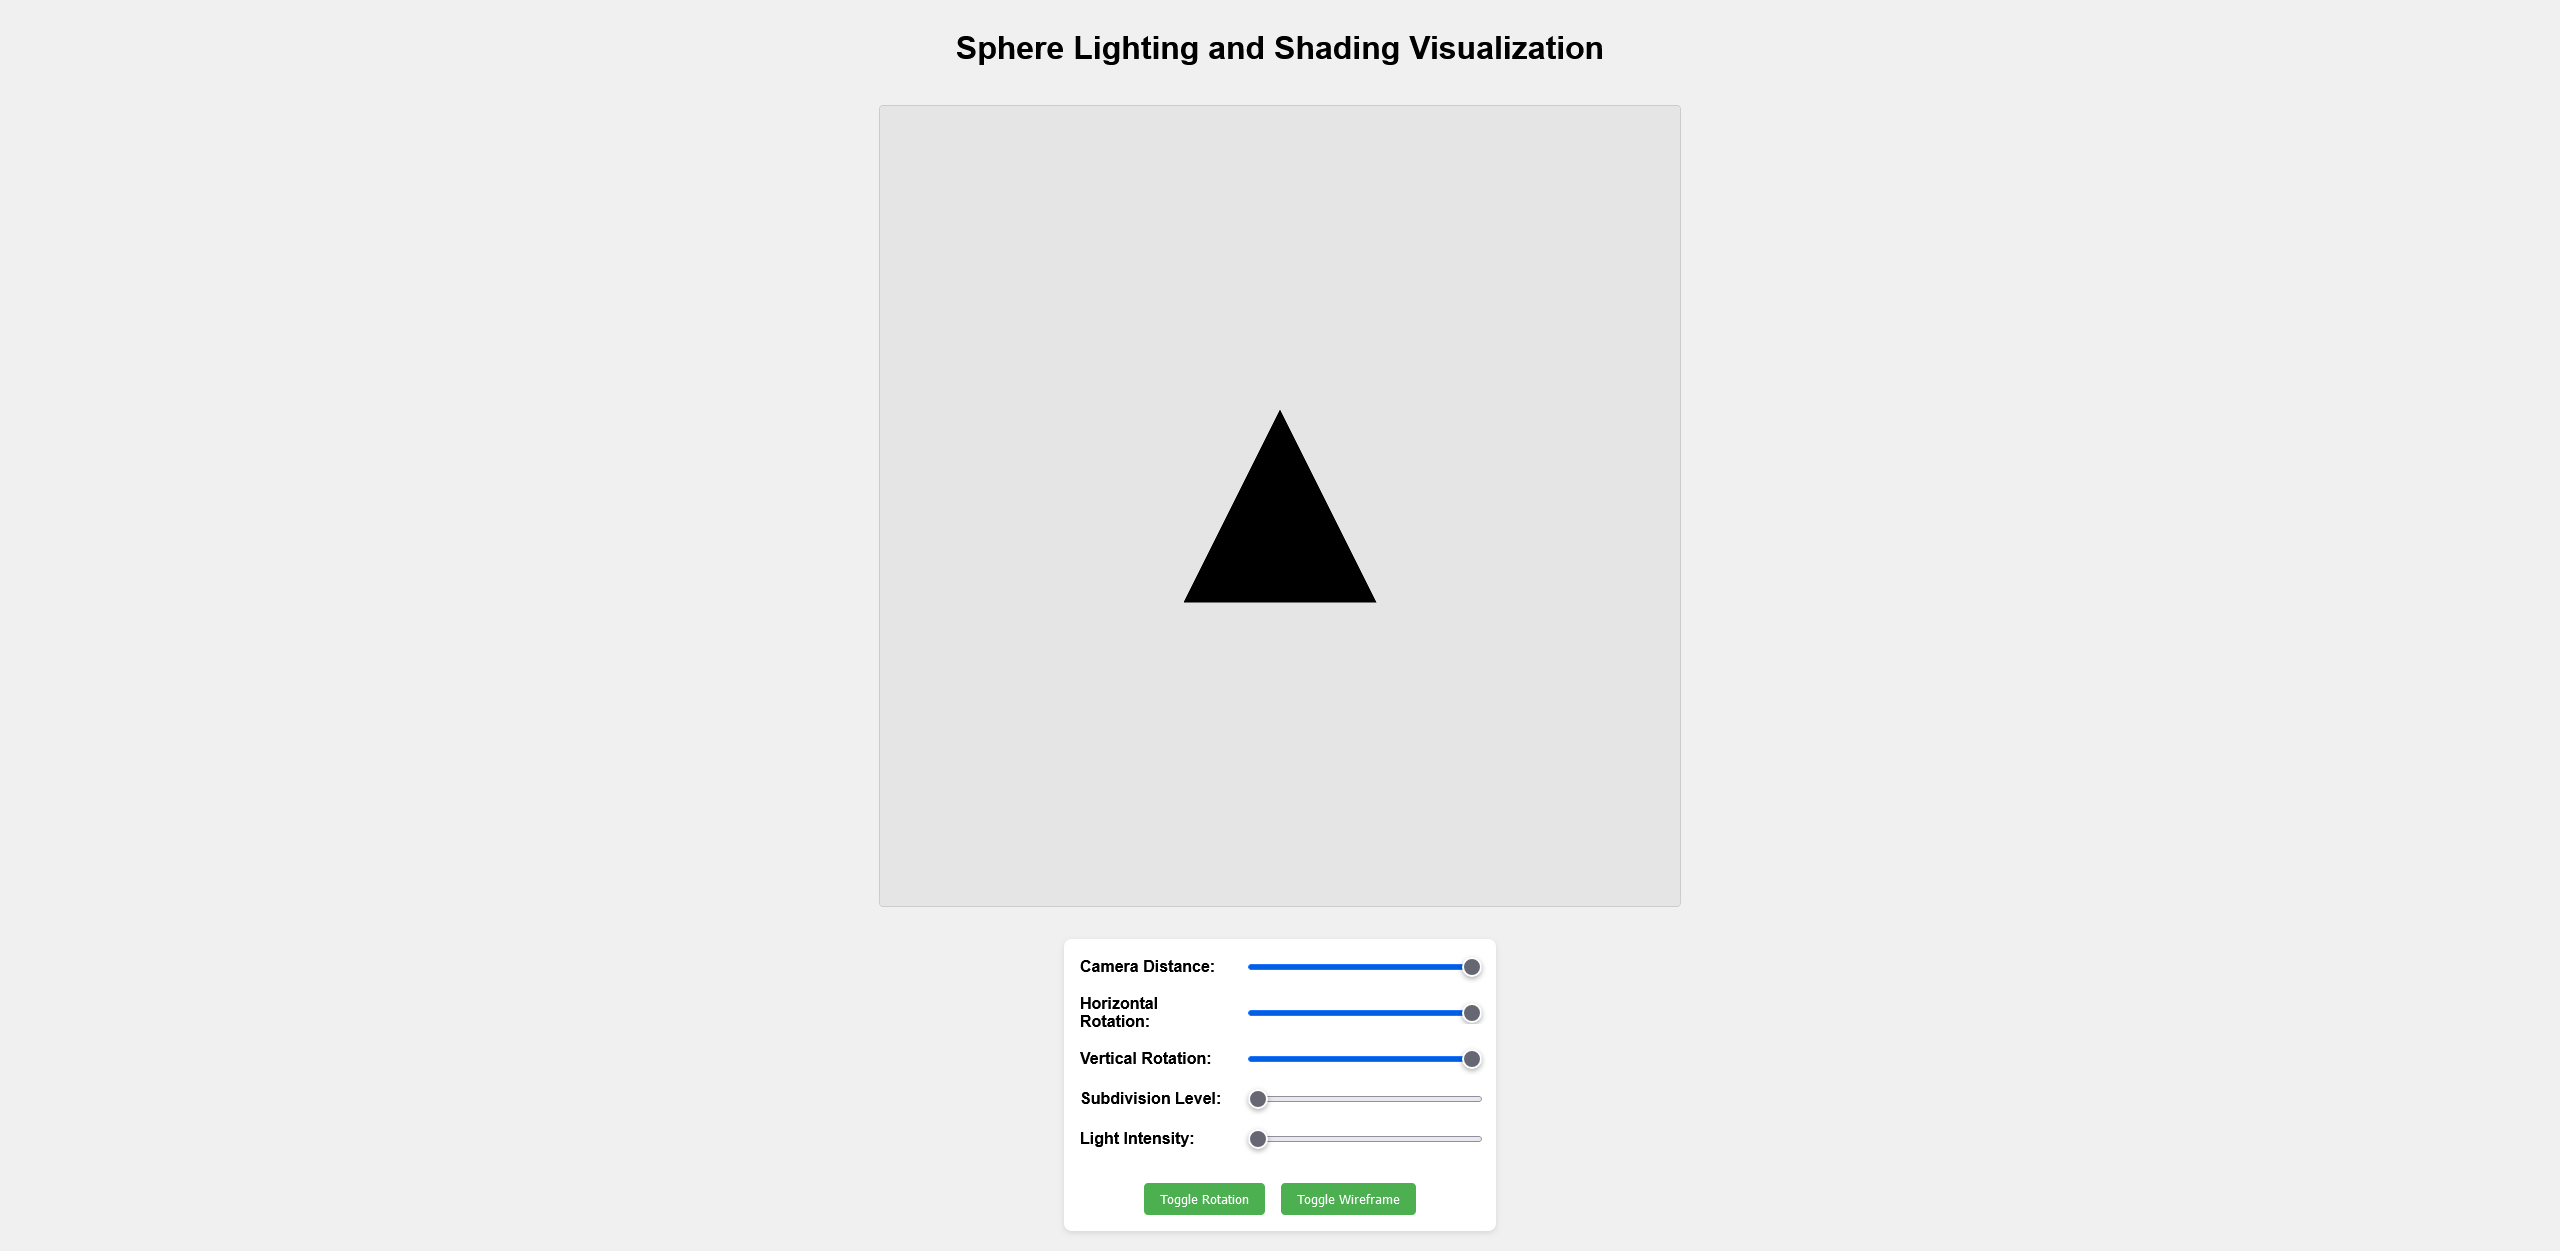 Sphere Lighting and Shading Visualization
Camera Distance:
Horizontal
Rotation:
Vertical Rotation:
Subdivision Level:
Light Intensity:
Toggle Rotation
Toggle Wireframe